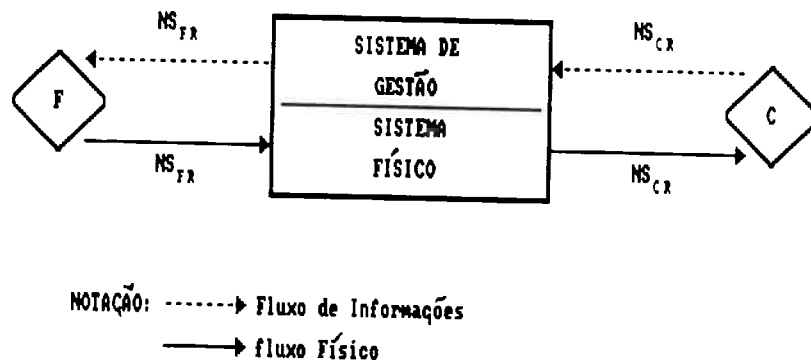 NS_FR
SISTEMA DE
GESTÃO
NS_CR
F
C
SISTEMA
FÍSICO
NS_FR
NS_CR
NOTAÇÃO: Fluxo de Informações
fluxo Físico